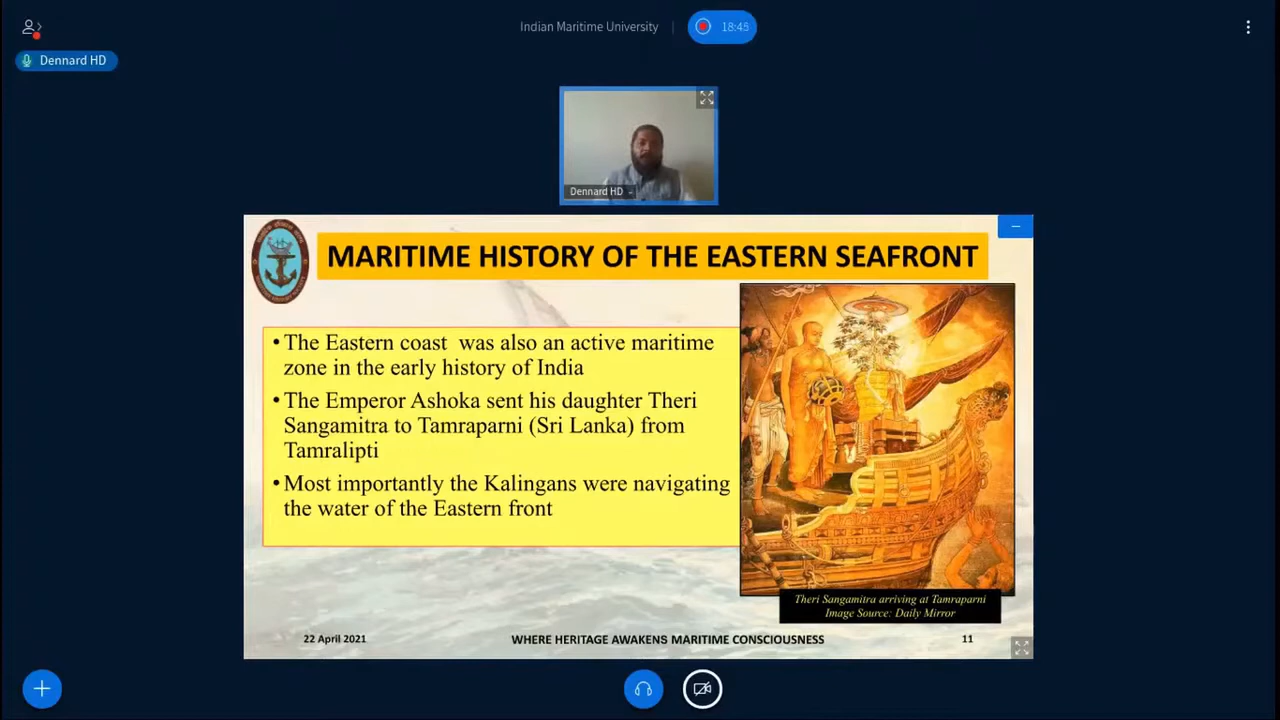 Indian Maritime University
18:45
Dennard HD
Dennard HD
MARITIME HISTORY OF THE EASTERN SEAFRONT
• The Eastern coast was also an active maritime
zone in the early history of India
• The Emperor Ashoka sent his daughter Theri
Sangamitra to Tamraparni (Sri Lanka) from
Tamralipti
• Most importantly the Kalingans were navigating
the water of the Eastern front
Theri Sangamitra arriving at Tamraparni
Image Source: Daily Mirror
22 April 2021
WHERE HERITAGE AWAKENS MARITIME CONSCIOUSNESS
11